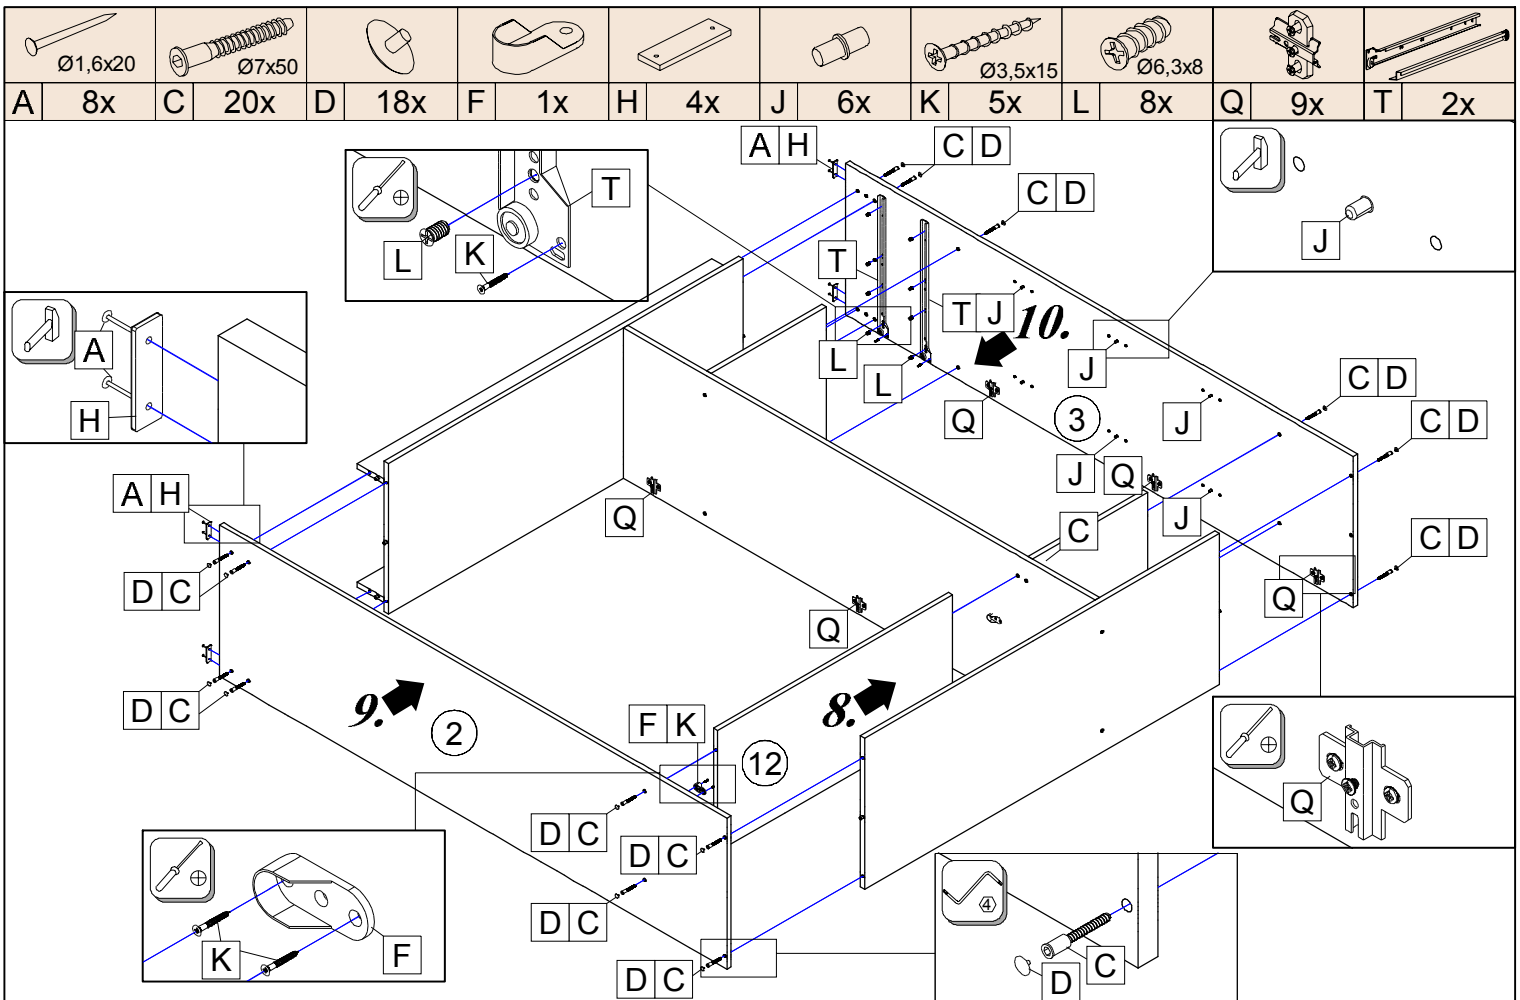 Ø1,6x20
Ø7x50
Ø3,5x15
Ø6,3x8
A 8x C 20x D 18x F 1x H 4x J 6x K 5x L 8x Q 9x T 2x
A H
C D
C D
T
L
K
J
A
H
T
T J
10.
L
L
J
Q
3
J
C D
C D
J
Q
J
A H
Q
C
C D
D C
Q
Q
D C
9.
2
F K
8.
12
Q
D C
D C
D C
K
F
4
C
D
D C